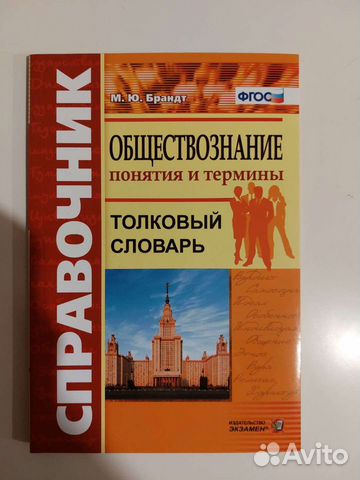 СПРАВОЧНИК
М. Ю. Брандт
ФГОС
ОБЩЕСТВОЗНАНИЕ
ПОНЯТИЯ И ТЕРМИНЫ
ТОЛКОВЫЙ
СЛОВАРЬ
ИЗДАТЕЛЬСТВО
ЭКЗАМЕН
Avito